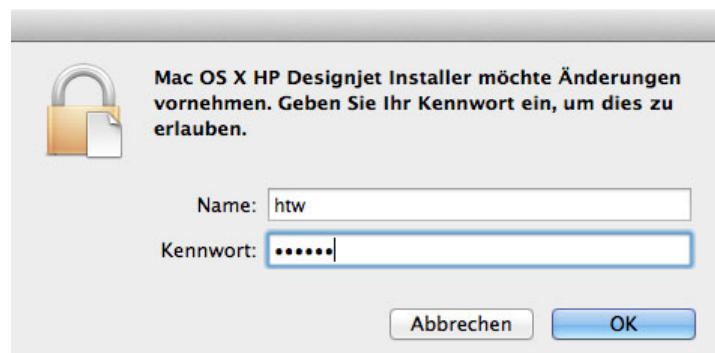 Mac OS X HP Designjet Installer möchte Änderungen
vornehmen. Geben Sie Ihr Kennwort ein, um dies zu
erlauben.
Name: htw
Kennwort: ••••••
Abbrechen OK